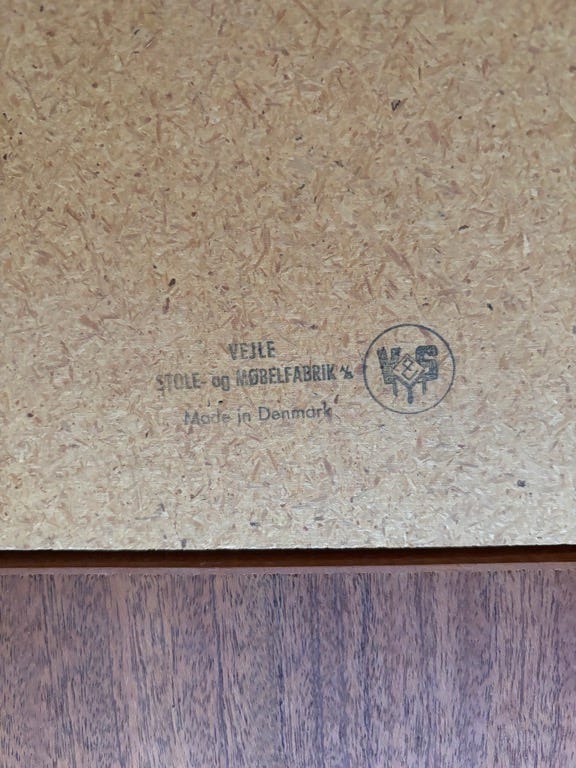 VEJLE
STOLE- og MØBELFABRIK A/S
Made in Denmark
V S